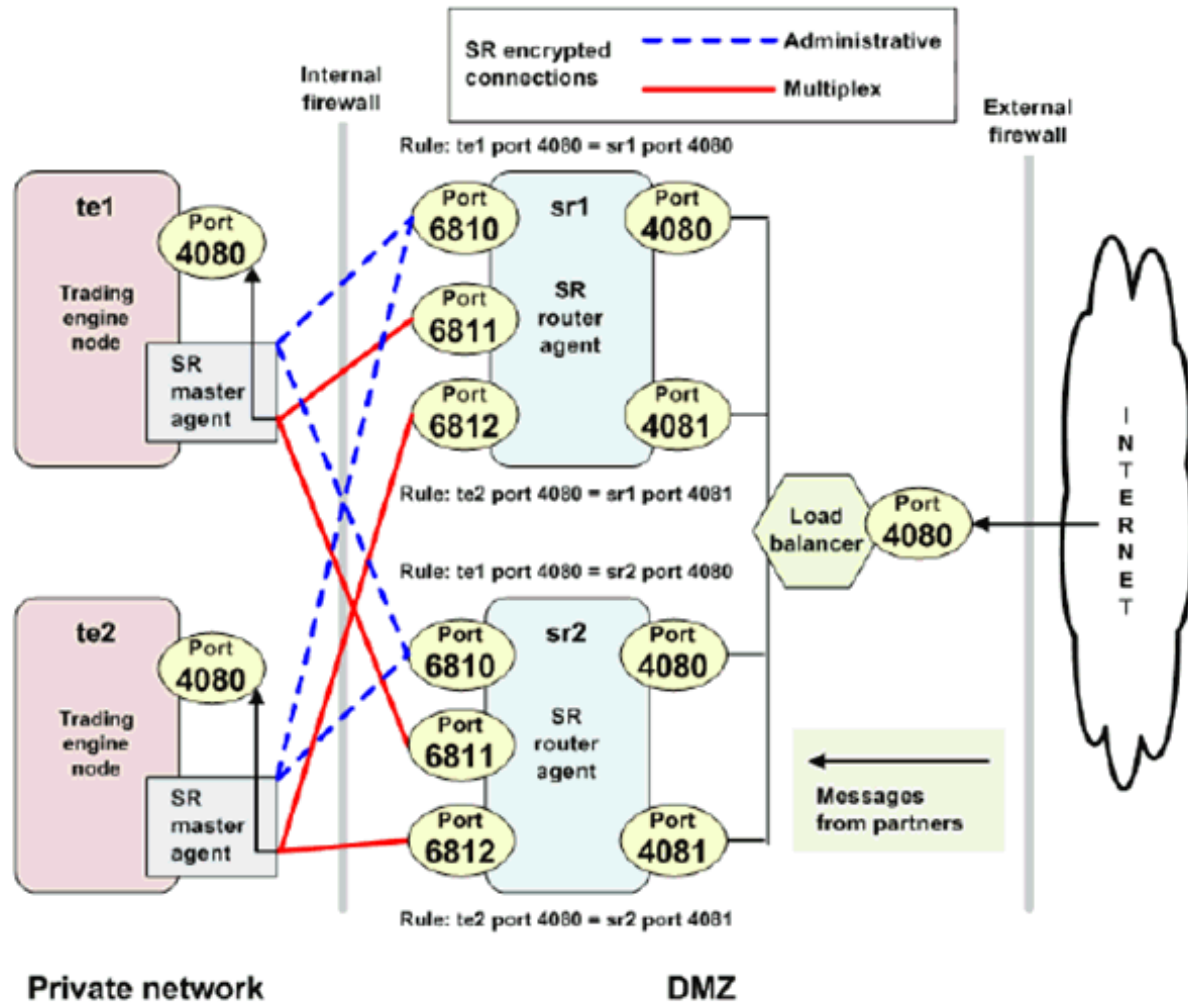 SR encrypted
connections
Administrative
Multiplex
Internal
firewall
External
firewall
Rule: te1 port 4080 = sr1 port 4080
te1
Port
4080
Trading
engine
node
SR
master
agent
Port
6810
Port
6811
Port
6812
sr1
SR
router
agent
Port
4080
Port
4081
Rule: te2 port 4080 = sr1 port 4081
Load
balancer
Port
4080
INTERNET
Rule: te1 port 4080 = sr2 port 4080
te2
Port
4080
Trading
engine
node
SR
master
agent
Port
6810
Port
6811
Port
6812
sr2
SR
router
agent
Port
4080
Port
4081
Messages
from partners
Rule: te2 port 4080 = sr2 port 4081
Private network
DMZ